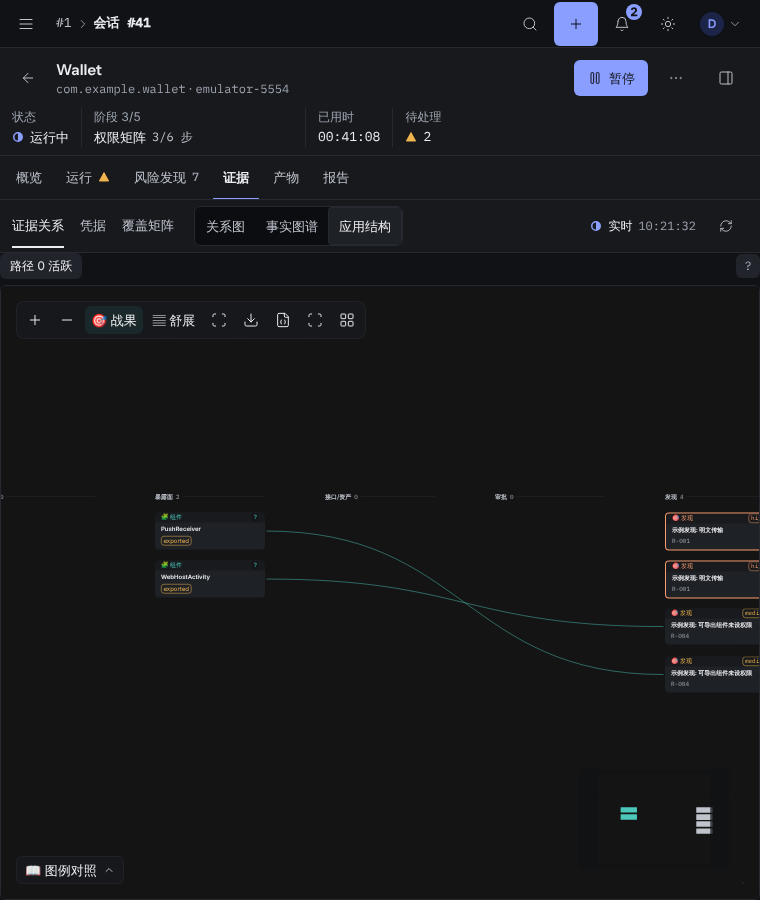 #1 > 会话 #41
2
D
Wallet
com.example.wallet·emulator-5554
暂停
状态
运行中
阶段 3/5
权限矩阵 3/6 步
已用时
00:41:08
待处理
2
概览 运行 风险发现 7 证据 产物 报告
证据关系 凭据 覆盖矩阵 关系图 事实图谱 应用结构 实时 10:21:32
路径 0 活跃 ?
战果 舒展
暴露面 2
接口/资产 0
审批 0
发现 4
组件 ?
PushReceiver
exported
组件 ?
WebHostActivity
exported
发现
示例发现: 明文传输
R-001
发现
示例发现: 明文传输
R-001
发现 medi
示例发现: 可导出组件未设权限
R-004
发现 medi
示例发现: 可导出组件未设权限
R-004
图例对照